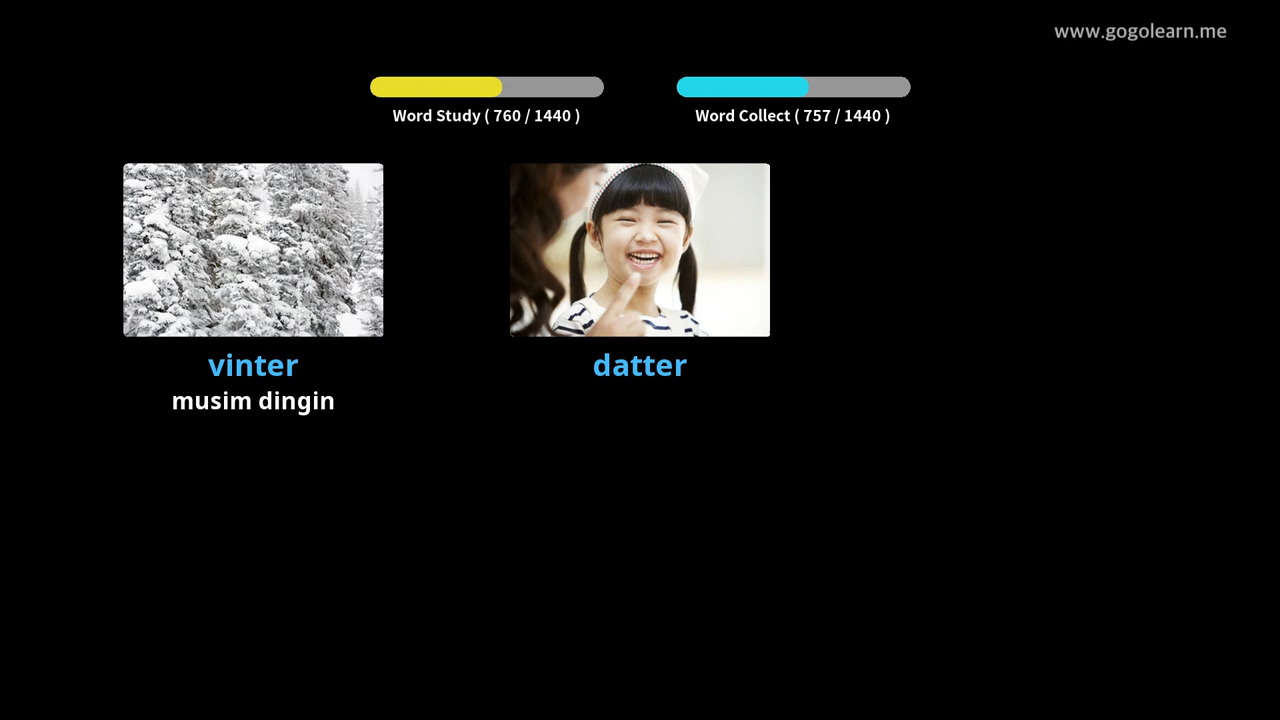 www.gogolearn.me
Word Study ( 760 / 1440 )
Word Collect ( 757 / 1440 )
vinter
musim dingin
datter